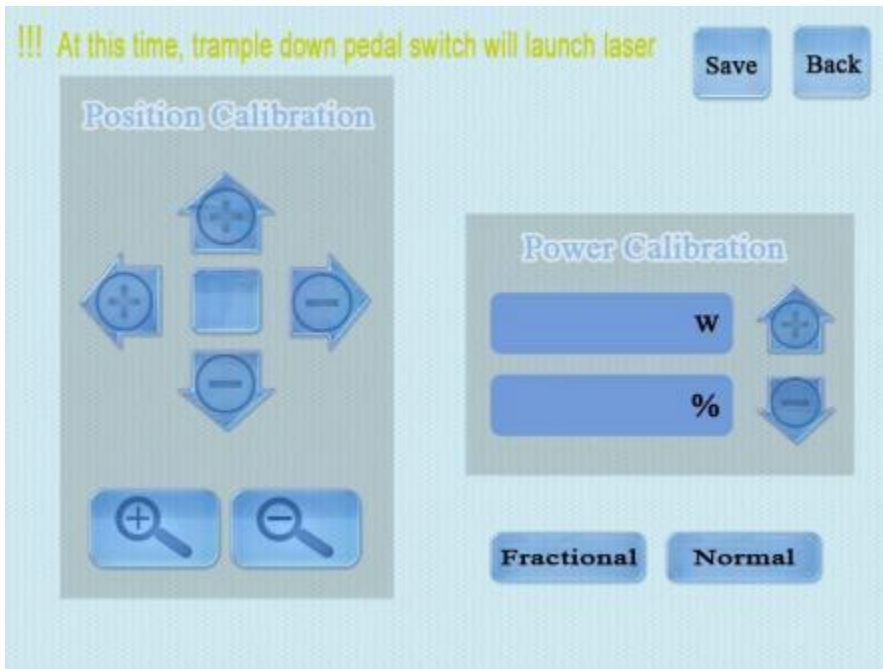 !!! At this time, trample down pedal switch will launch laser
Save
Back
Position Calibration
Power Calibration
W
%
Fractional
Normal